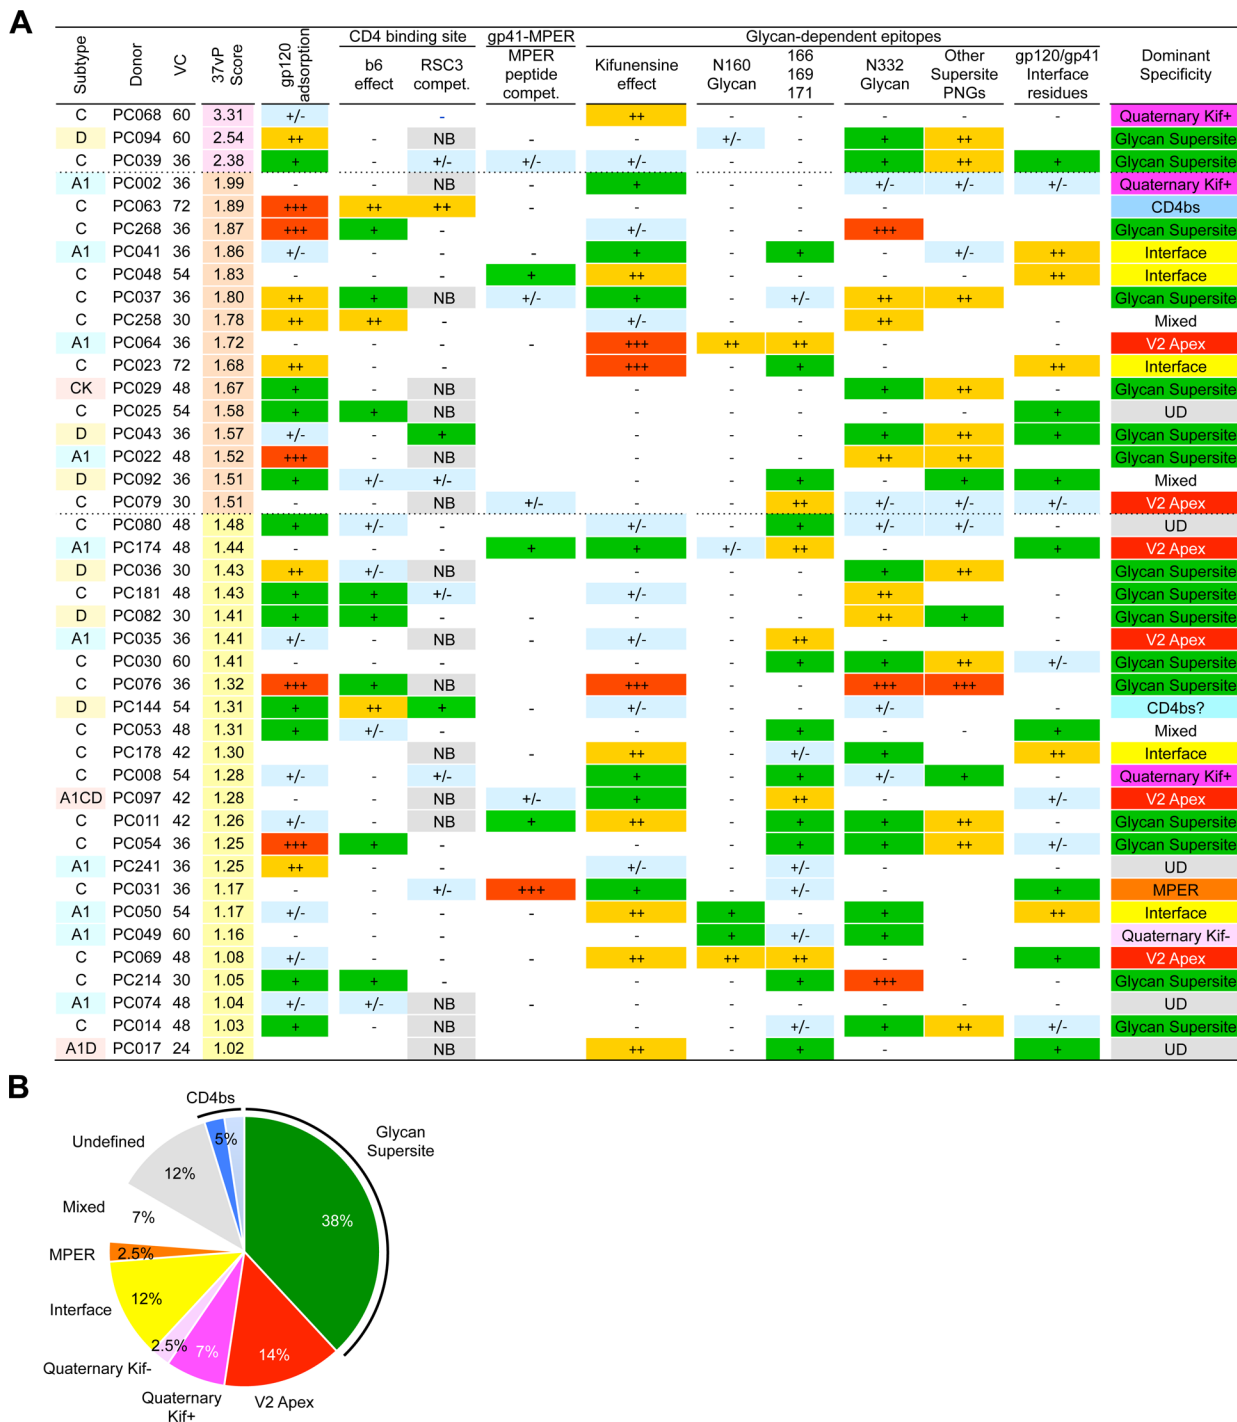 A
CD4 binding site gp41-MPER Glycan-dependent epitopes
Subtype Donor VC 37vP Score gp120 adsorption b6 effect RSC3 compet. MPER peptide compet. Kifunensine effect N160 Glycan 166 169 171 N332 Glycan Other Supersite PNGs gp120/gp41 Interface residues Dominant Specificity
C PC068 60 3.31 +/- - - ++ - - - - - Quaternary Kif+
D PC094 60 2.54 ++ - NB - - +/- - + ++ - Glycan Supersite
C PC039 36 2.38 + - +/- +/- +/- - - + ++ + Glycan Supersite
A1 PC002 36 1.99 - - NB - + - - +/- +/- +/- Quaternary Kif+
C PC063 72 1.89 +++ ++ ++ - - - - - CD4bs
C PC268 36 1.87 +++ + - +/- - - +++ - Glycan Supersite
A1 PC041 36 1.86 +/- - - - + - + - +/- ++ Interface
C PC048 54 1.83 - - - + ++ - - - - ++ Interface
C PC037 36 1.80 ++ + NB +/- + - +/- ++ ++ - Glycan Supersite
C PC258 30 1.78 ++ ++ - +/- - - ++ - Mixed
A1 PC064 36 1.72 - - - - +++ ++ ++ - - - V2 Apex
C PC023 72 1.68 ++ - - +++ - + - ++ Interface
CK PC029 48 1.67 + - NB - - - - + ++ - Glycan Supersite
C PC025 54 1.58 + + NB - - - - - + UD
D PC043 36 1.57 +/- - + - - - + ++ + Glycan Supersite
A1 PC022 48 1.52 +++ - NB - - - ++ ++ - Glycan Supersite
D PC092 36 1.51 + +/- +/- - - + - + + Mixed
C PC079 30 1.51 - - NB +/- - - ++ +/- +/- +/- V2 Apex
C PC080 48 1.48 + +/- - +/- - + +/- +/- - UD
A1 PC174 48 1.44 - - - + + +/- ++ - + V2 Apex
D PC036 30 1.43 ++ +/- NB - - - - + ++ - Glycan Supersite
C PC181 48 1.43 + + +/- - +/- - - ++ - Glycan Supersite
D PC082 30 1.41 + + - - - - - ++ + - Glycan Supersite
A1 PC035 36 1.41 +/- - NB - +/- - ++ - - V2 Apex
C PC030 60 1.41 - - - - - + + ++ +/- Glycan Supersite
C PC076 36 1.32 +++ + NB - +++ - - +++ +++ - Glycan Supersite
D PC144 54 1.31 + ++ + +/- - - +/- - CD4bs?
C PC053 48 1.31 + +/- - - - - + - - + Mixed
C PC178 42 1.30 - NB - ++ - +/- + ++ Interface
C PC008 54 1.28 +/- - +/- - + - + +/- + - Quaternary Kif+
A1CD PC097 42 1.28 - - NB +/- + - ++ - +/- V2 Apex
C PC011 42 1.26 +/- - NB + ++ - + + ++ - Glycan Supersite
C PC054 36 1.25 +++ + - - - + + ++ +/- Glycan Supersite
A1 PC241 36 1.25 ++ - - +/- - +/- - - UD
C PC031 36 1.17 - - +/- +++ + - +/- - + MPER
A1 PC050 54 1.17 +/- - - - ++ + - + ++ Interface
A1 PC049 60 1.16 - - - - - + +/- + - Quaternary Kif-
C PC069 48 1.08 +/- - - - ++ ++ ++ - - + V2 Apex
C PC214 30 1.05 + + - - - + +++ - Glycan Supersite
A1 PC074 48 1.04 +/- +/- NB - - - - - - UD
C PC014 48 1.03 + - NB - - +/- + ++ +/- Glycan Supersite
A1D PC017 24 1.02 NB ++ - + - + UD
B
CD4bs
5%
Glycan Supersite
38%
Undefined
12%
Mixed
7%
MPER
2.5%
Interface
12%
Quaternary Kif-
2.5%
Quaternary Kif+
7%
V2 Apex
14%